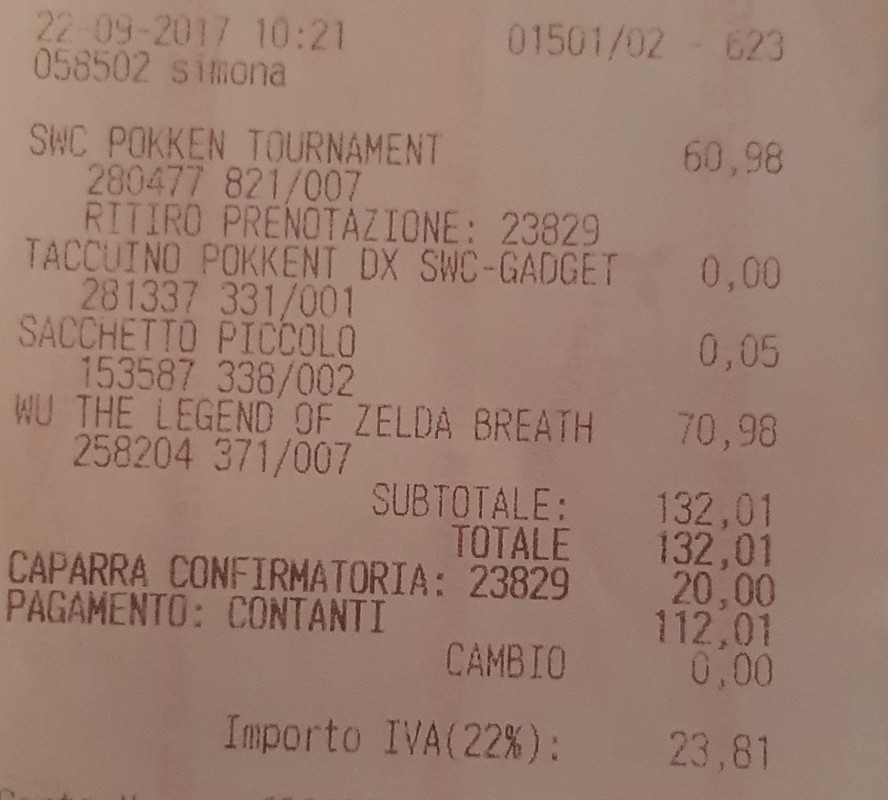 22-09-2017 10:21 01501/02 - 623
058502 simona
SWC POKKEN TOURNAMENT 60,98
280477 821/007
RITIRO PRENOTAZIONE: 23829
TACCUINO POKKENT DX SWC-GADGET 0,00
281337 331/001
SACCHETTO PICCOLO 0,05
153587 338/002
WU THE LEGEND OF ZELDA BREATH 70,98
258204 371/007
SUBTOTALE: 132,01
TOTALE 132,01
CAPARRA CONFIRMATORIA: 23829 20,00
PAGAMENTO: CONTANTI 112,01
CAMBIO 0,00
Importo IVA(22%): 23,81